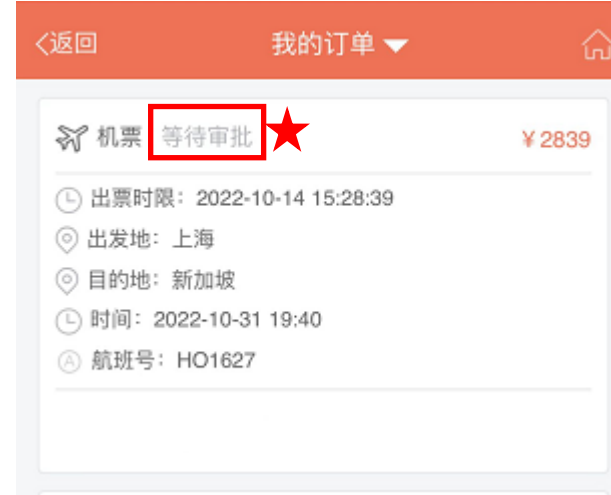 返回 我的订单
机票 等待审批 ¥2839
出票时限：2022-10-14 15:28:39
出发地：上海
目的地：新加坡
时间：2022-10-31 19:40
A 航班号：HO1627